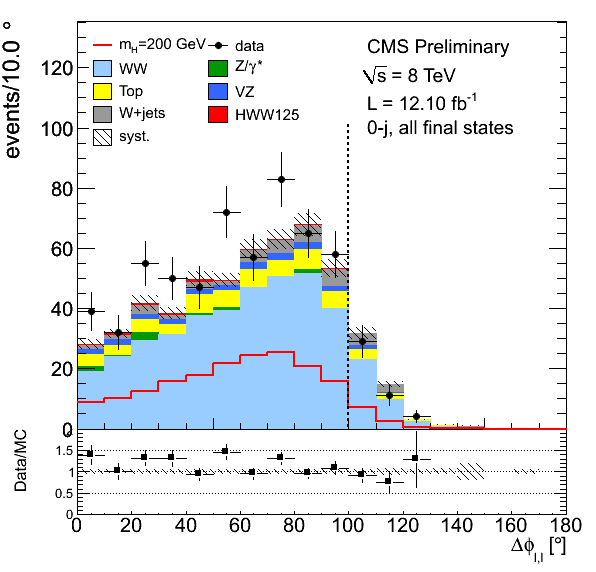 events/10.0 °
120
100
80
60
40
20
0
m_H=200 GeV
data
WW
Z/γ*
Top
VZ
W+jets
HWW125
syst.
CMS Preliminary
√s = 8 TeV
L = 12.10 fb⁻¹
0-j, all final states
Data/MC
2
1.5
1
0.5
0
0 20 40 60 80 100 120 140 160 180
Δϕ_l,l [°]